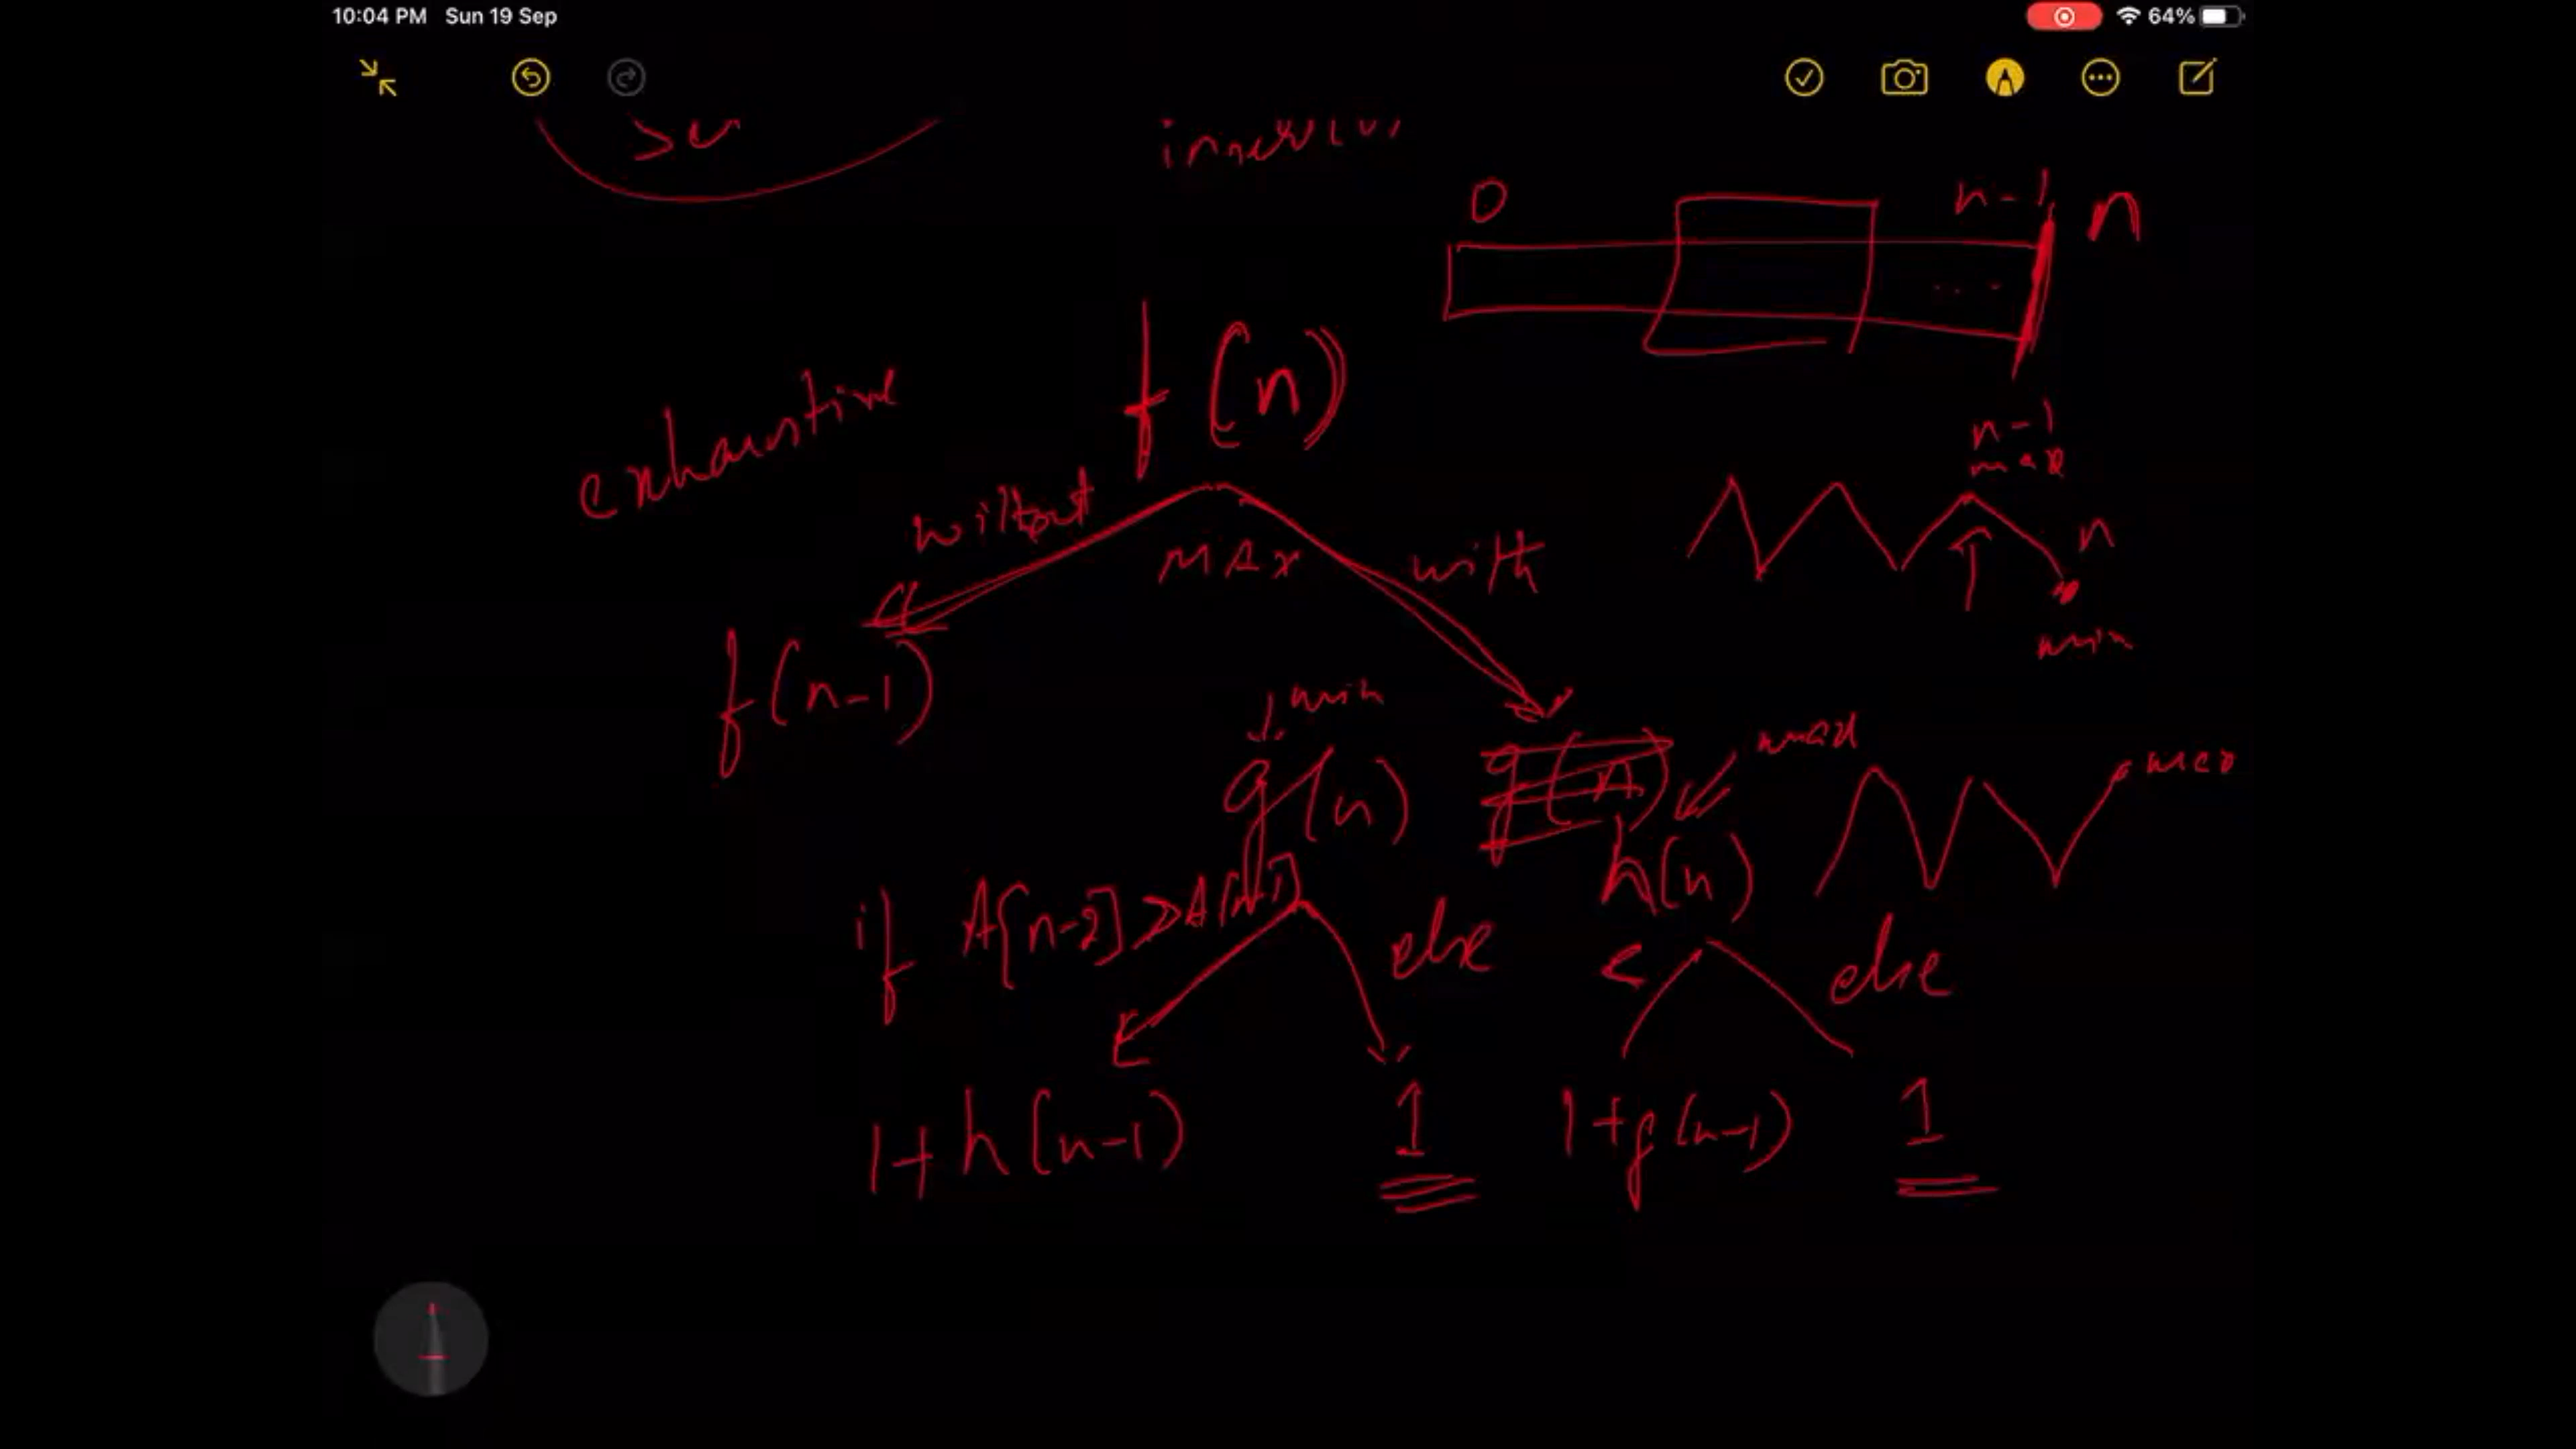 10:04 PM Sun 19 Sep
64%
0
n-1 n
f(n)
exhaustive
n-1
max
without
MAX
with
n
min
f(n-1)
min
max
g(n)
g(n)
max
h(n)
if A[n-2] > A[n-1]
else
<
else
1+h(n-1)
1
1+g(n-1)
1